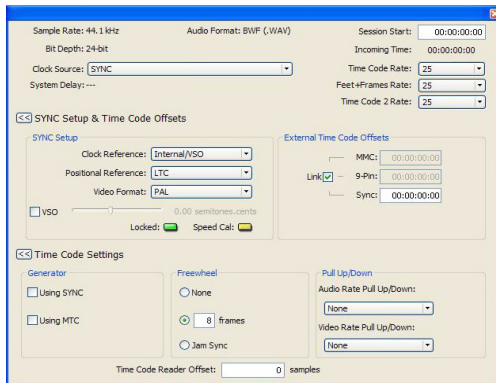 Sample Rate: 44.1 kHz Audio Format: BWF (.WAV) Session Start: 00:00:00:00
Bit Depth: 24-bit Incoming Time: 00:00:00:00
Clock Source: SYNC Time Code Rate: 25
System Delay: --- Feet+Frames Rate: 25
Time Code 2 Rate: 25
<< SYNC Setup & Time Code Offsets
SYNC Setup External Time Code Offsets
Clock Reference: Internal/VSO MMC: 00:00:00:00
Positional Reference: LTC Link 9-Pin: 00:00:00:00
Video Format: PAL Sync: 00:00:00:00
VSO 0.00 semitones.cents
Locked: Speed Cal:
<< Time Code Settings
Generator Freewheel Pull Up/Down
Using SYNC None Audio Rate Pull Up/Down:
None
Using MTC 8 frames Video Rate Pull Up/Down:
Jam Sync None
Time Code Reader Offset: 0 samples